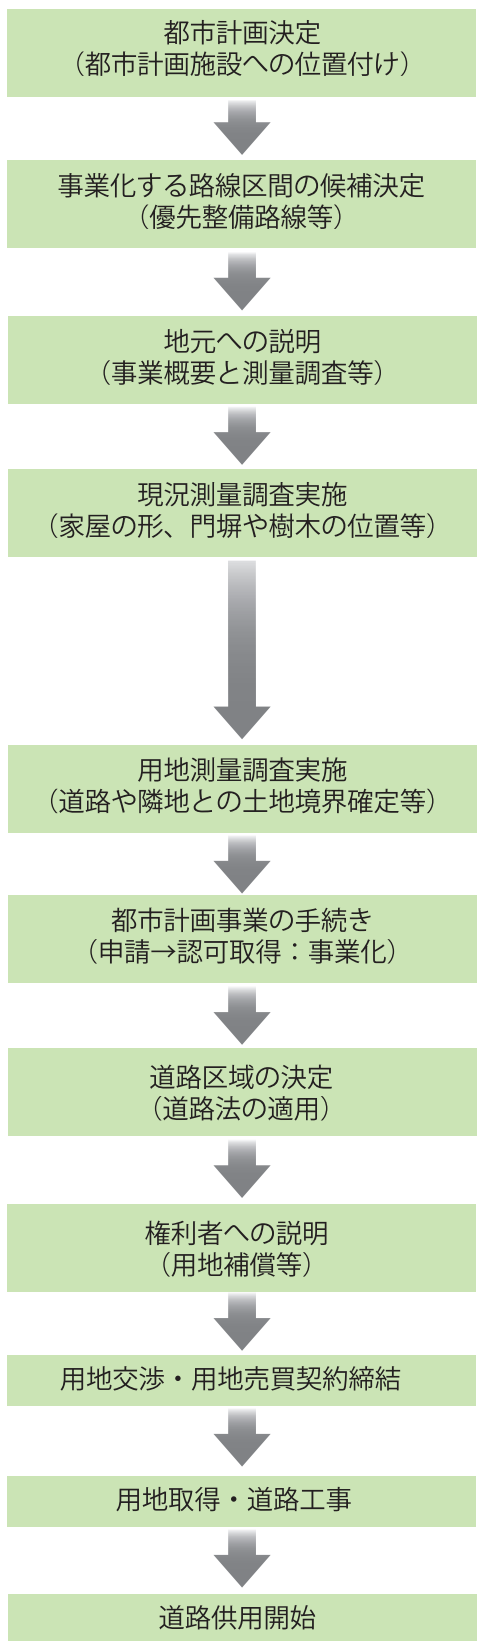 都市計画決定
（都市計画施設への位置付け）
事業化する路線区間の候補決定
（優先整備路線等）
地元への説明
（事業概要と測量調査等）
現況測量調査実施
（家屋の形、門塀や樹木の位置等）
用地測量調査実施
（道路や隣地との土地境界確定等）
都市計画事業の手続き
（申請→認可取得：事業化）
道路区域の決定
（道路法の適用）
権利者への説明
（用地補償等）
用地交渉・用地売買契約締結
用地取得・道路工事
道路供用開始